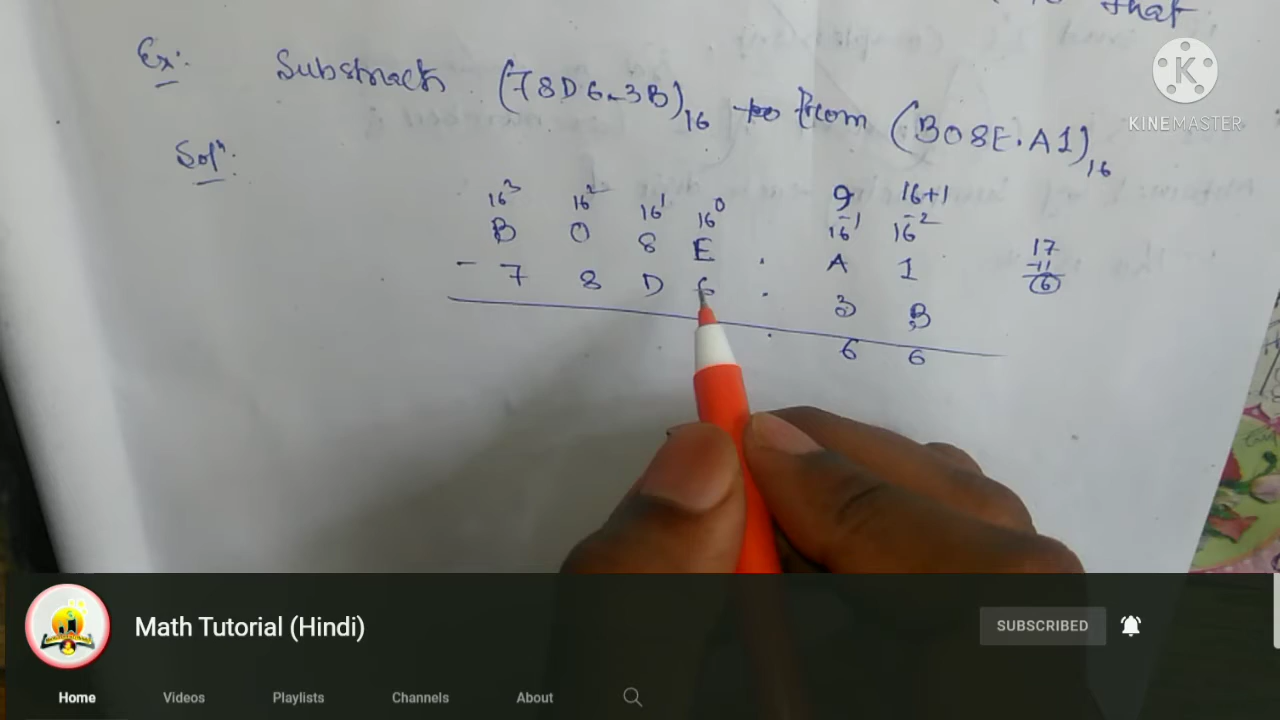 that
Ex:
Substract (78D6.3B)16 to from (B08E.A1)16
Solⁿ:
9 16+1
16³ 16² 16¹ 16⁰ 16⁻¹ 16⁻²
B 0 8 E . A 1
- 7 8 D 6 . 3 B
. 6 6
17
-11
6
KINEMASTER
Math Tutorial (Hindi)
SUBSCRIBED
Home Videos Playlists Channels About